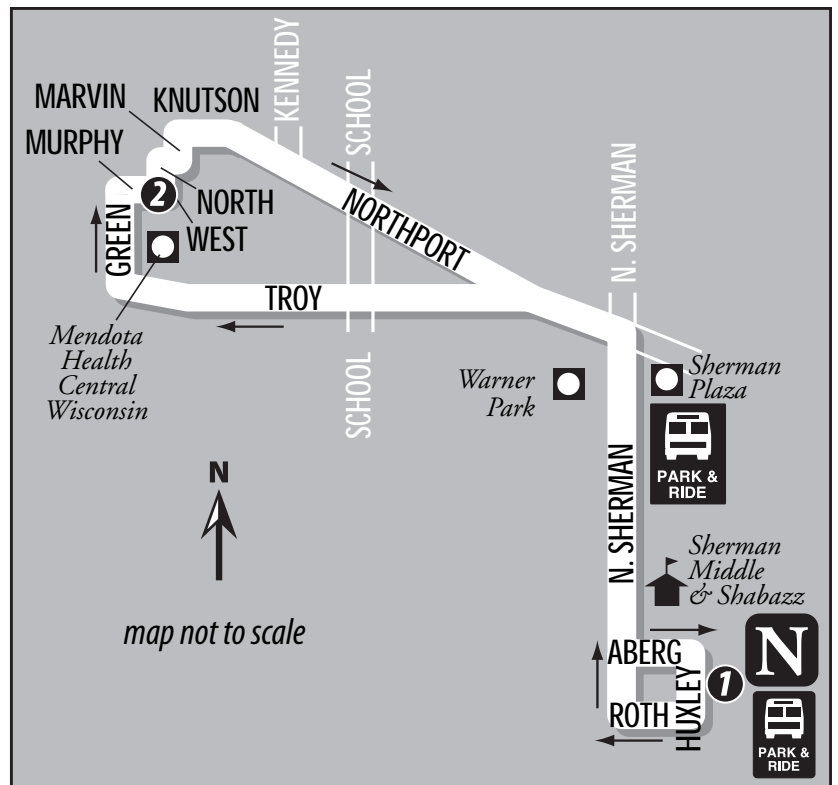 KENNEDY
MARVIN
KNUTSON
SCHOOL
MURPHY
N. SHERMAN
2
NORTH
NORTHPORT
WEST
GREEN
TROY
Mendota
Health
Central
Wisconsin
SCHOOL
Warner
Park
Sherman
Plaza
PARK &
RIDE
N
N. SHERMAN
Sherman
Middle
& Shabazz
map not to scale
ABERG
N
1
HUXLEY
ROTH
PARK &
RIDE